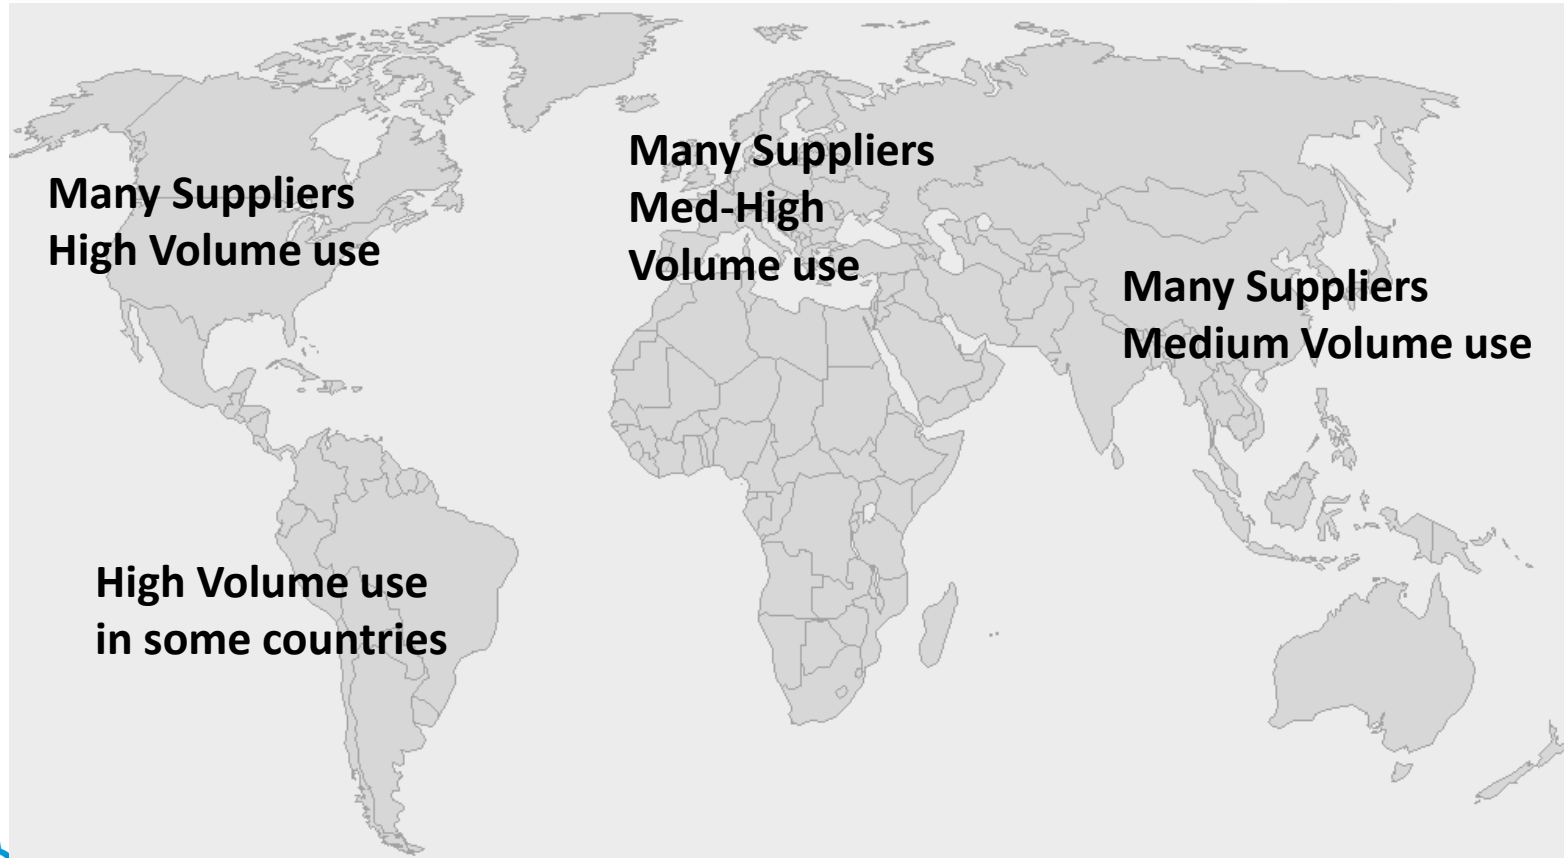 Many Suppliers
High Volume use
Many Suppliers
Med-High
Volume use
Many Suppliers
Medium Volume use
High Volume use
in some countries